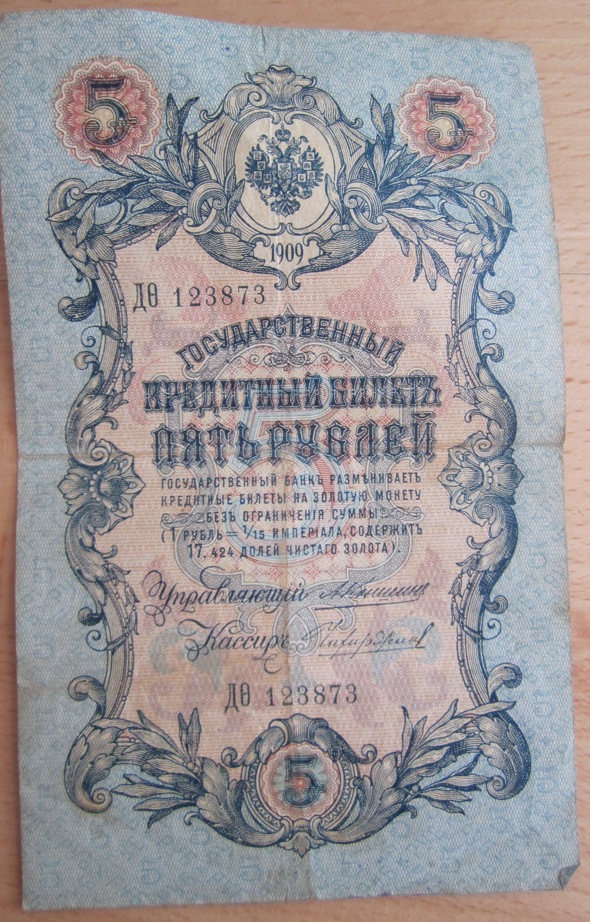 5 5
1909
ДѲ 123873
ГОСУДАРСТВЕННЫЙ
КРЕДИТНЫЙ БИЛЕТЪ
ПЯТЬ РУБЛЕЙ
5
ГОСУДАРСТВЕННЫЙ БАНКЪ РАЗМѢНИВАЕТЪ
КРЕДИТНЫЕ БИЛЕТЫ НА ЗОЛОТУЮ МОНЕТУ
БЕЗЪ ОГРАНИЧЕНІЯ СУММЫ.
(1 РУБЛЬ = 1/15 ИМПЕРІАЛА, СОДЕРЖИТЪ
17,424 ДОЛЕЙ ЧИСТАГО ЗОЛОТА).
Управляющій
Кассиръ
ДѲ 123873
5